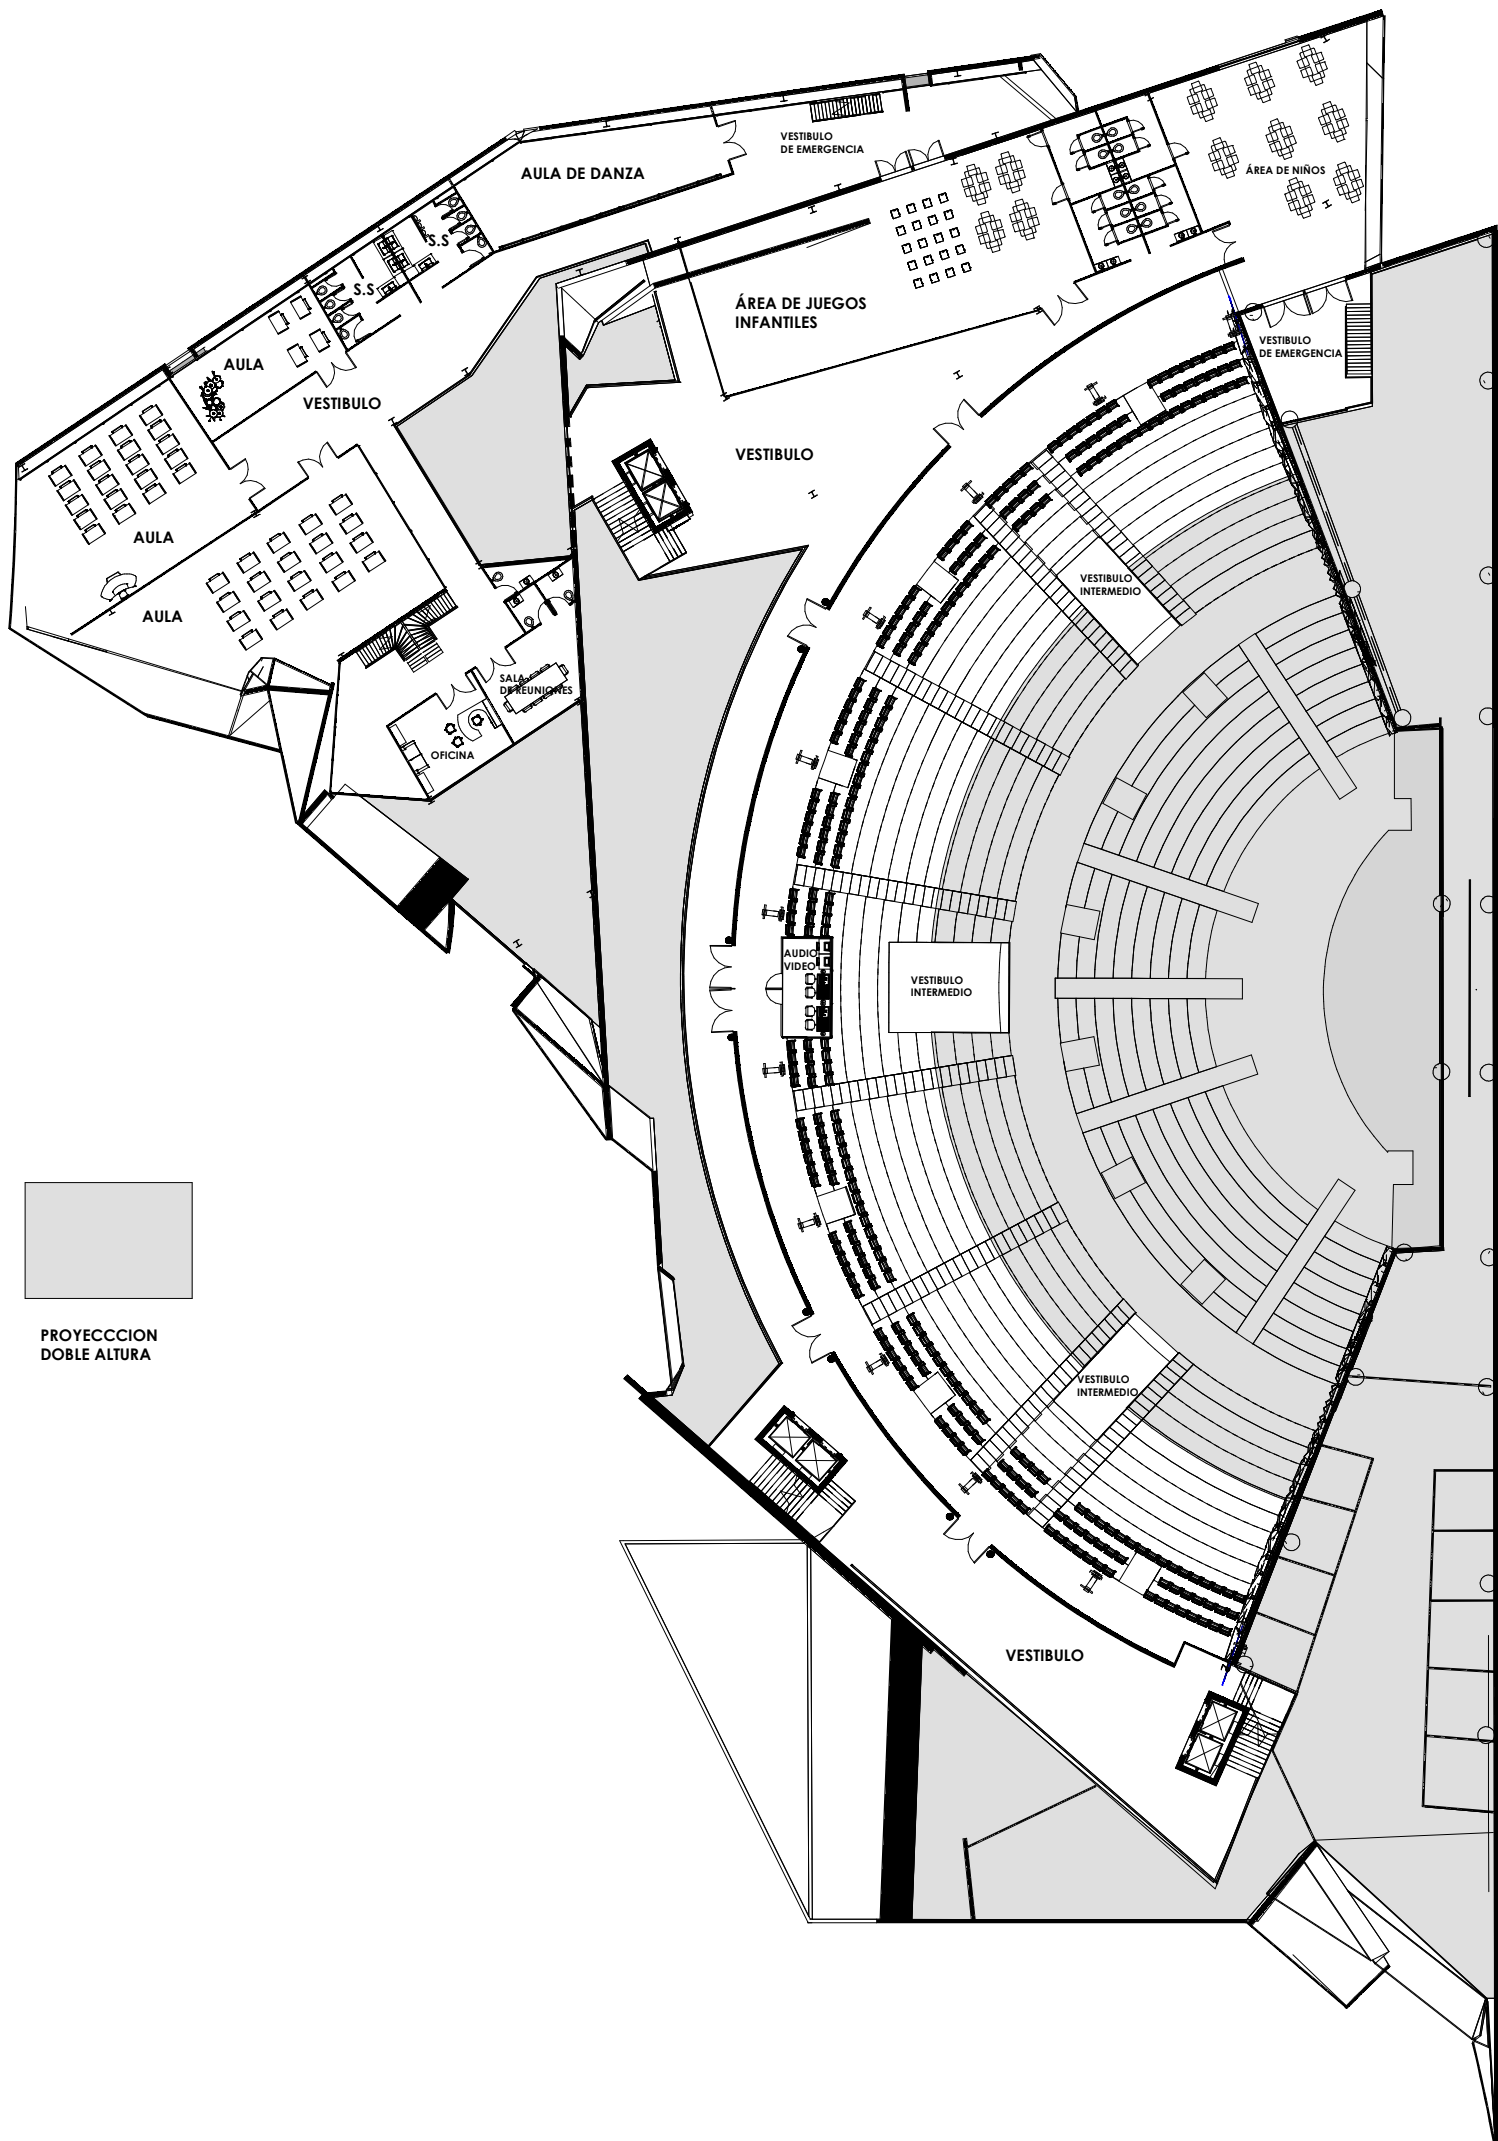 VESTIBULO
DE EMERGENCIA
AULA DE DANZA
ÁREA DE NIÑOS
S.S
S.S
ÁREA DE JUEGOS
INFANTILES
VESTIBULO
DE EMERGENCIA
AULA
VESTIBULO
VESTIBULO
AULA
VESTIBULO
INTERMEDIO
AULA
SALA
DE REUNIONES
OFICINA
AUDIO
VIDEO
VESTIBULO
INTERMEDIO
PROYECCCION
DOBLE ALTURA
VESTIBULO
INTERMEDIO
VESTIBULO